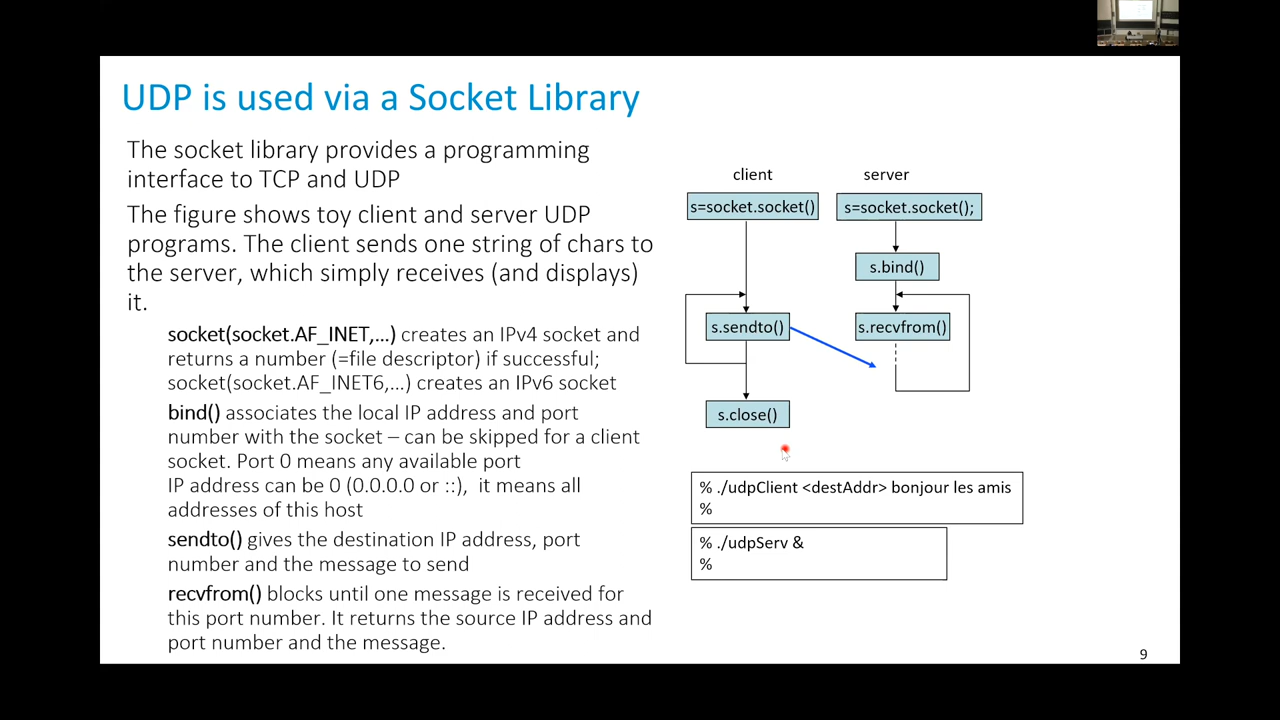 UDP is used via a Socket Library
The socket library provides a programming
interface to TCP and UDP
The figure shows toy client and server UDP
programs. The client sends one string of chars to
the server, which simply receives (and displays)
it.
socket(socket.AF_INET,…) creates an IPv4 socket and
returns a number (=file descriptor) if successful;
socket(socket.AF_INET6,…) creates an IPv6 socket
bind() associates the local IP address and port
number with the socket – can be skipped for a client
socket. Port 0 means any available port
IP address can be 0 (0.0.0.0 or ::), it means all
addresses of this host
sendto() gives the destination IP address, port
number and the message to send
recvfrom() blocks until one message is received for
this port number. It returns the source IP address and
port number and the message.
client
server
s=socket.socket()
s=socket.socket();
s.bind()
s.sendto()
s.recvfrom()
s.close()
% ./udpClient <destAddr> bonjour les amis
%
% ./udpServ &
%
9